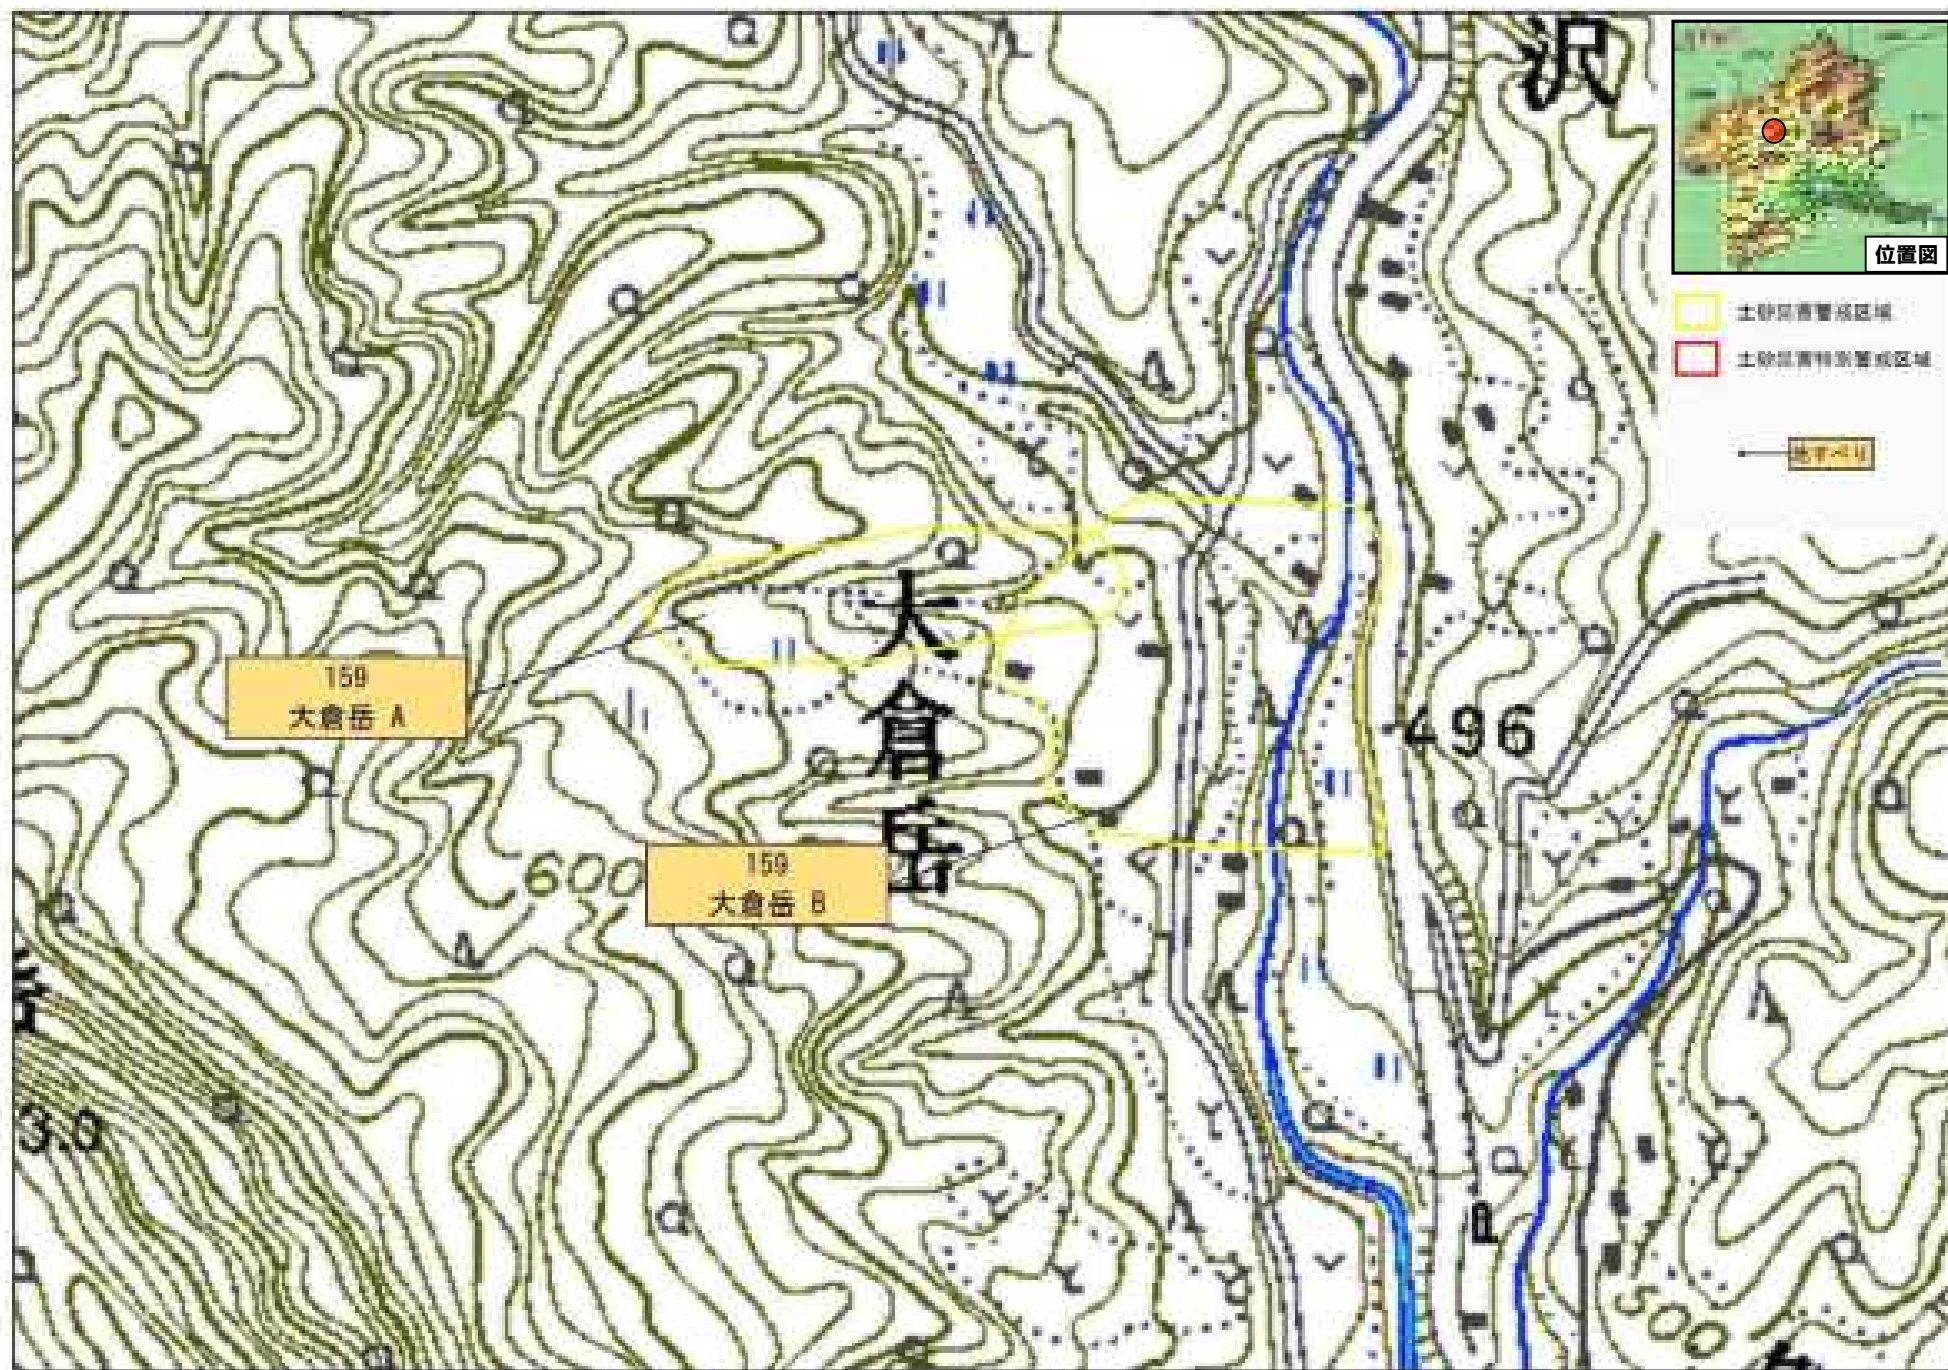 沢
位置図
土砂災害警戒区域
土砂災害特別警戒区域
地すべり
大倉岳
159
大倉岳 A
496
600
159
大倉岳 B
岳
3.0
500